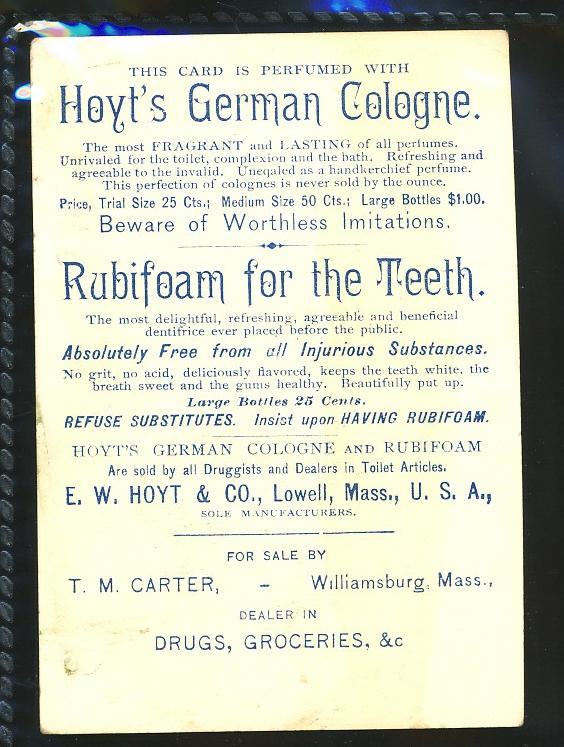 THIS CARD IS PERFUMED WITH
Hoyt's German Cologne.
The most FRAGRANT and LASTING of all perfumes.
Unrivaled for the toilet, complexion and the bath. Refreshing and
agreeable to the invalid. Uneqaled as a handkerchief perfume.
This perfection of colognes is never sold by the ounce.
Price, Trial Size 25 Cts.; Medium Size 50 Cts.; Large Bottles $1.00.
Beware of Worthless Imitations.
Rubifoam for the Teeth.
The most delightful, refreshing, agreeable and beneficial
dentifrice ever placed before the public.
Absolutely Free from all Injurious Substances.
No grit, no acid, deliciously flavored, keeps the teeth white, the
breath sweet and the gums healthy. Beautifully put up.
Large Bottles 25 Cents.
REFUSE SUBSTITUTES. Insist upon HAVING RUBIFOAM.
HOYT'S GERMAN COLOGNE AND RUBIFOAM
Are sold by all Druggists and Dealers in Toilet Articles.
E. W. HOYT & CO., Lowell, Mass., U. S. A.,
SOLE MANUFACTURERS.
FOR SALE BY
T. M. CARTER, - Williamsburg, Mass.,
DEALER IN
DRUGS, GROCERIES, &c